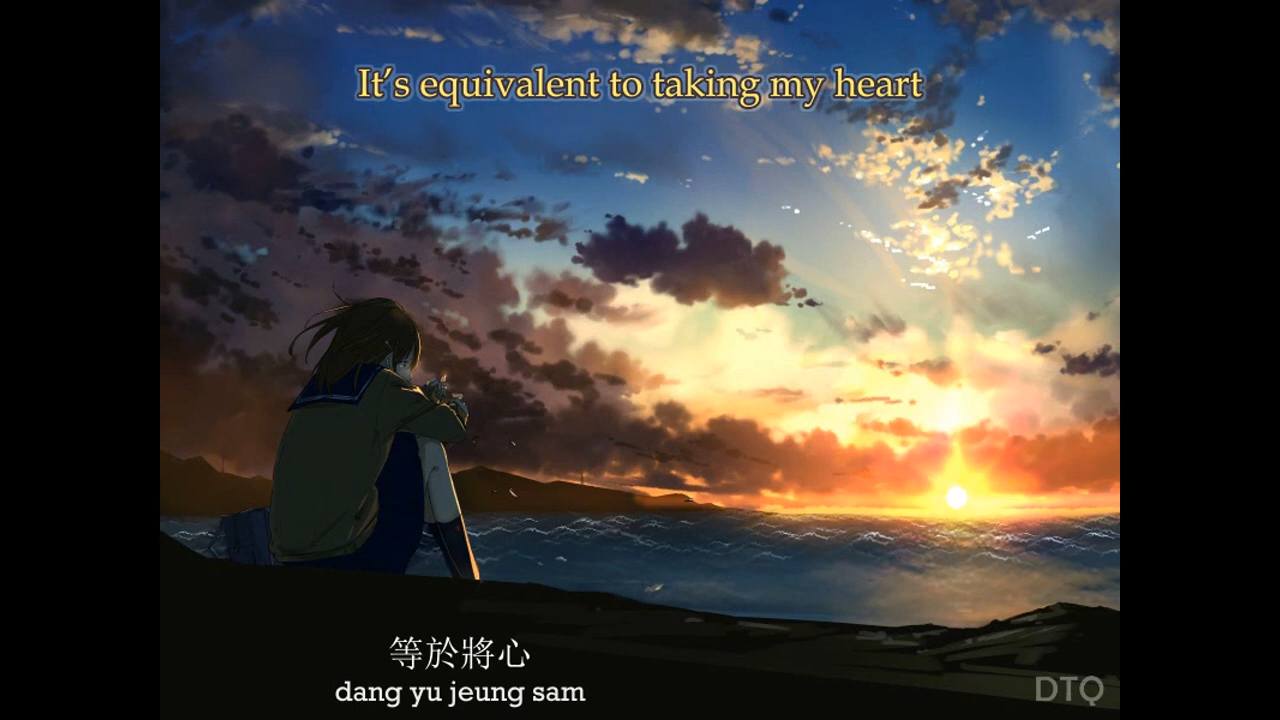 It’s equivalent to taking my heart
等於將心
dang yu jeung sam
DTQ